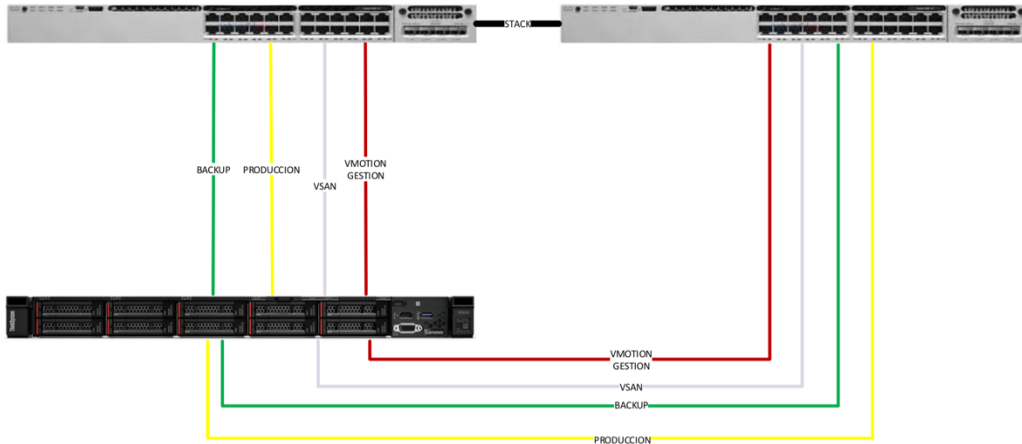 STACK
BACKUP
PRODUCCION
VSAN
VMOTION
GESTION
VMOTION
GESTION
VSAN
BACKUP
PRODUCCION